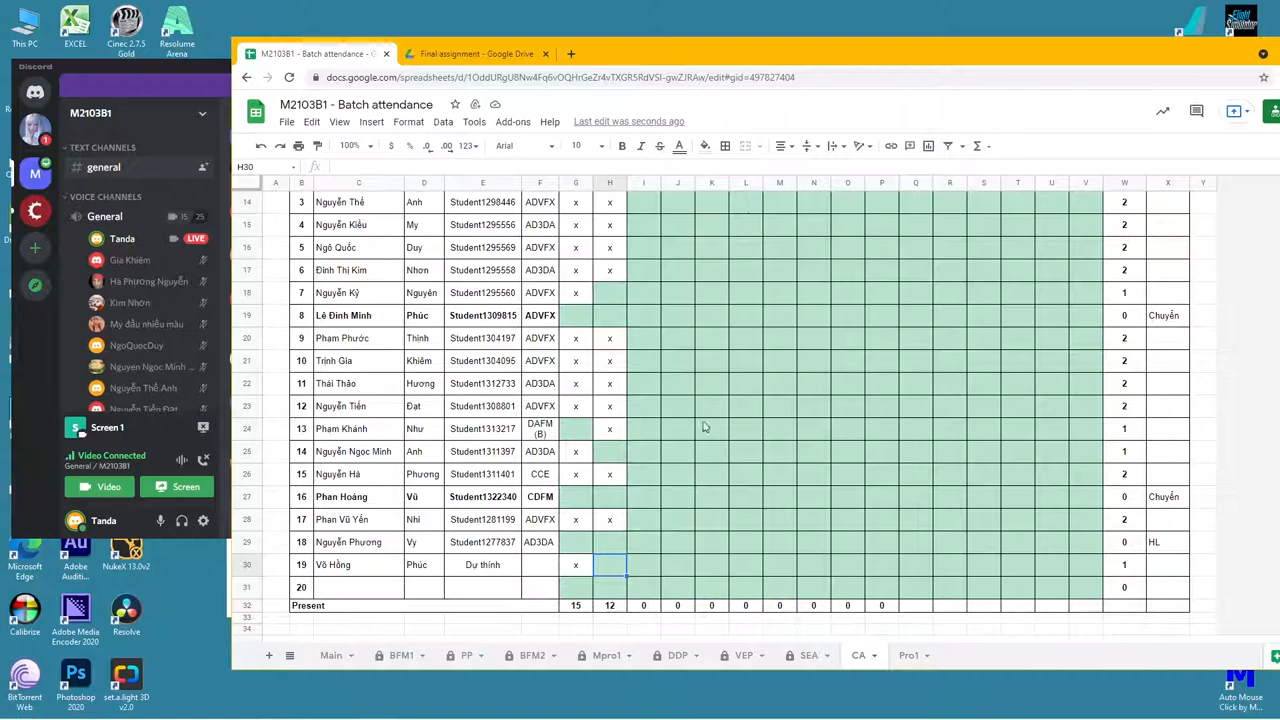 This PC
EXCEL
Cinec 2.7.5
Gold
Resolume
Arena
Discord
M2103B1
TEXT CHANNELS
general
VOICE CHANNELS
General
15 25
Tanda LIVE
Gia Khiêm
Hà Phương Nguyễn
Kim Nhơn
My đầu nhiều màu
NgoQuocDuy
Nguyen Ngoc Minh ...
Nguyễn Thế Anh
Nguyễn Tiến Đạt
Screen 1
Video Connected
General / M2103B1
Video
Screen
Tanda
Microsoft
Edge
Adobe
Auditi...
NukeX 13.0v2
Calibrize
Adobe Media
Encoder 2020
Resolve
BitTorrent
Web
Photoshop
2020
set.a.light 3D
v2.0
M2103B1 - Batch attendance - G
Final assignment - Google Drive
docs.google.com/spreadsheets/d/1OddURgU8Nw4Fq6vOQHrGeZr4vTXGR5RdVSI-gwZJRAw/edit#gid=497827404
M2103B1 - Batch attendance
File Edit View Insert Format Data Tools Add-ons Help Last edit was seconds ago
100% $ % .0 .00 123 Arial 10 B I S A
H30 fx
A B C D E F G H I J K L M N O P Q R S T U V W X Y
14 3 Nguyễn Thế Anh Student1298446 ADVFX x x 2
15 4 Nguyễn Kiều My Student1295556 AD3DA x x 2
16 5 Ngô Quốc Duy Student1295569 ADVFX x x 2
17 6 Đinh Thị Kim Nhơn Student1295558 AD3DA x x 2
18 7 Nguyễn Kỷ Nguyên Student1295560 ADVFX x 1
19 8 Lê Đình Minh Phúc Student1309815 ADVFX 0 Chuyển
20 9 Phạm Phước Thịnh Student1304197 ADVFX x x 2
21 10 Trịnh Gia Khiêm Student1304095 ADVFX x x 2
22 11 Thái Thảo Hương Student1312733 AD3DA x x 2
23 12 Nguyễn Tiến Đạt Student1308801 ADVFX x x 2
24 13 Phạm Khánh Như Student1313217 DAFM (B) x 1
25 14 Nguyễn Ngọc Minh Anh Student1311397 AD3DA x 1
26 15 Nguyễn Hà Phương Student1311401 CCE x x 2
27 16 Phan Hoàng Vũ Student1322340 CDFM 0 Chuyển
28 17 Phan Vũ Yến Nhi Student1281199 ADVFX x x 2
29 18 Nguyễn Phương Vy Student1277837 AD3DA 0 HL
30 19 Võ Hồng Phúc Dự thính x 1
31 20 0
32 Present 15 12 0 0 0 0 0 0 0 0
33
34
Main BFM1 PP BFM2 Mpro1 DDP VEP SEA CA Pro1
Flight
Simulator
Auto Mouse
Click by M...